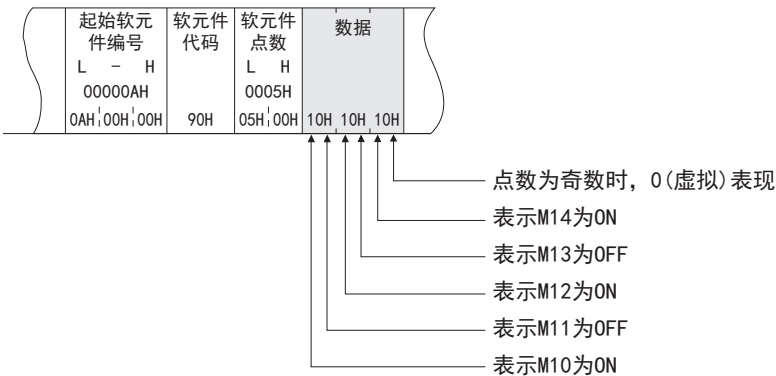 起始软元 软元件 软元件 数据
件编号 代码 点数
L - H L H
00000AH 0005H
0AH 00H 00H 90H 05H 00H 10H 10H 10H
点数为奇数时，0(虚拟)表现
表示M14为ON
表示M13为OFF
表示M12为ON
表示M11为OFF
表示M10为ON